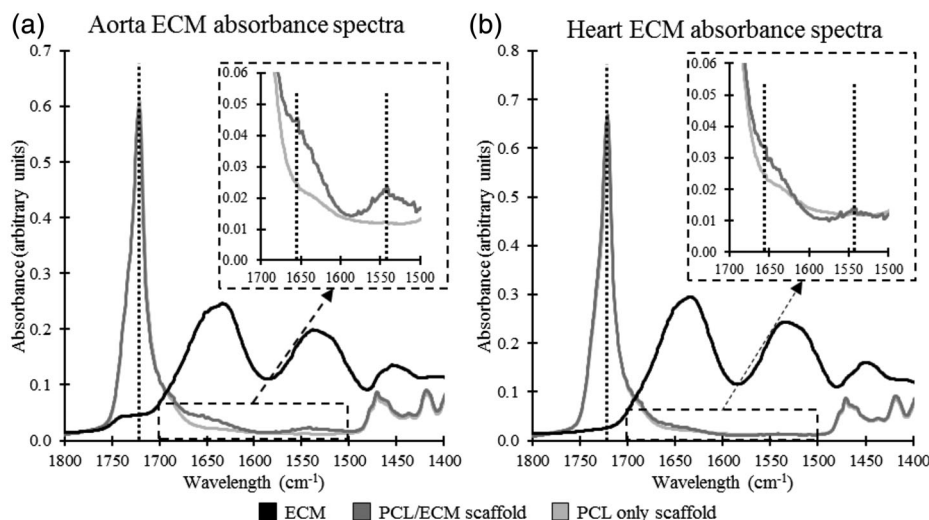 (a) Aorta ECM absorbance spectra
0.7
0.6
0.5
0.4
0.3
0.2
0.1
0.0
Absorbance (arbitrary units)
0.06
0.05
0.04
0.03
0.02
0.01
0.00
1700 1650 1600 1550 1500
1800 1750 1700 1650 1600 1550 1500 1450 1400
Wavelength (cm⁻¹)
(b) Heart ECM absorbance spectra
0.8
0.7
0.6
0.5
0.4
0.3
0.2
0.1
0.0
Absorbance (arbitrary units)
0.06
0.05
0.04
0.03
0.02
0.01
0.00
1700 1650 1600 1550 1500
1800 1750 1700 1650 1600 1550 1500 1450 1400
Wavelength (cm⁻¹)
ECM PCL/ECM scaffold PCL only scaffold